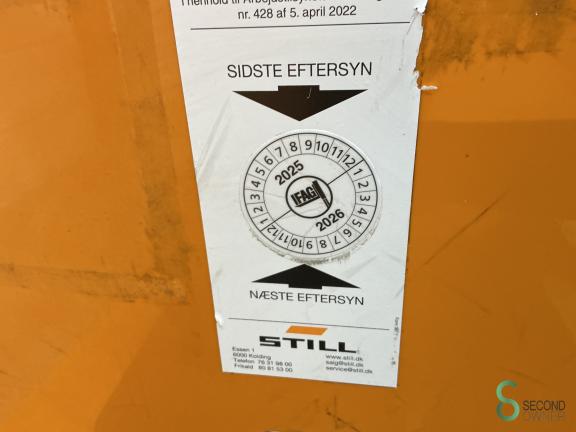 nr. 428 af 5. april 2022
SIDSTE EFTERSYN
1 2 3 4 5 6 7 8 9 10 11 12
2025
IFAG
2026
1 2 3 4 5 6 7 8 9 10 11 12
NÆSTE EFTERSYN
STILL
Essen 1
6000 Kolding
Telefon 76 31 98 00
Frikald 80 81 53 00
www.still.dk
salg@still.dk
service@still.dk
SECOND
OWNER